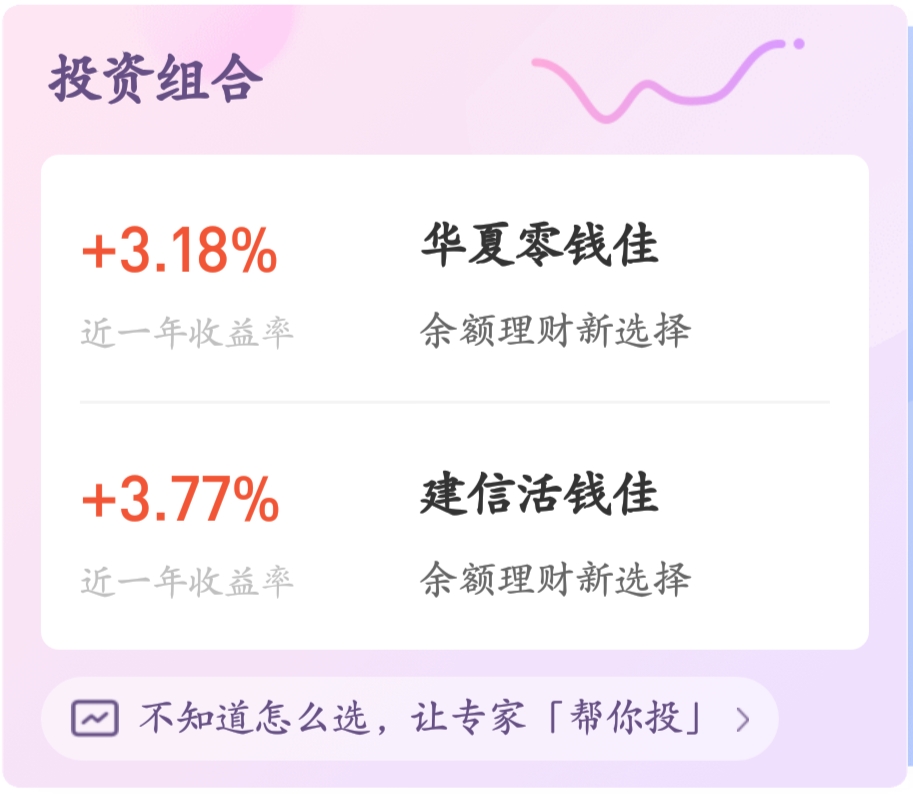 投资组合
+3.18%
华夏零钱佳
近一年收益率
余额理财新选择
+3.77%
建信活钱佳
近一年收益率
余额理财新选择
不知道怎么选，让专家「帮你投」 >